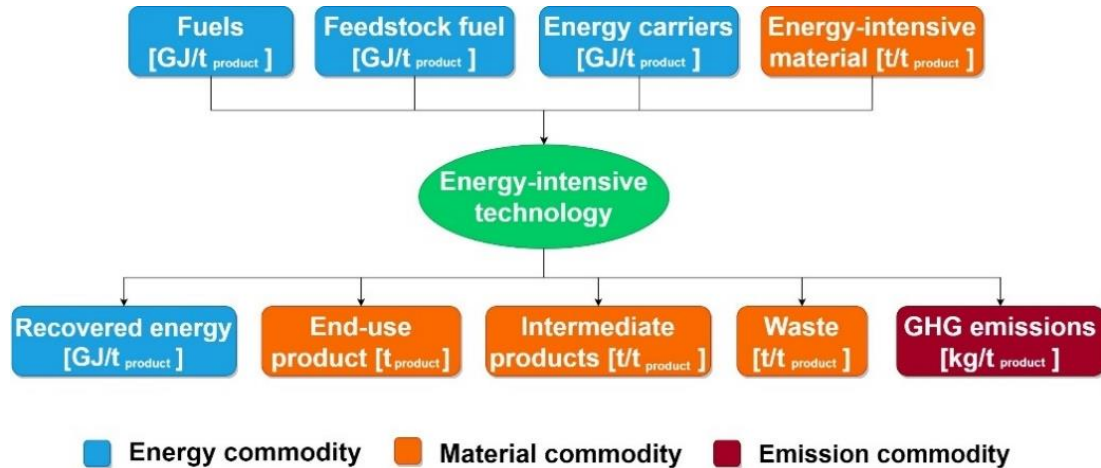 Fuels
[GJ/t product ]
Feedstock fuel
[GJ/t product ]
Energy carriers
[GJ/t product ]
Energy-intensive
material [t/t product ]
Energy-intensive
technology
Recovered energy
[GJ/t product ]
End-use
product [t product]
Intermediate
products [t/t product ]
Waste
[t/t product ]
GHG emissions
[kg/t product ]
Energy commodity
Material commodity
Emission commodity